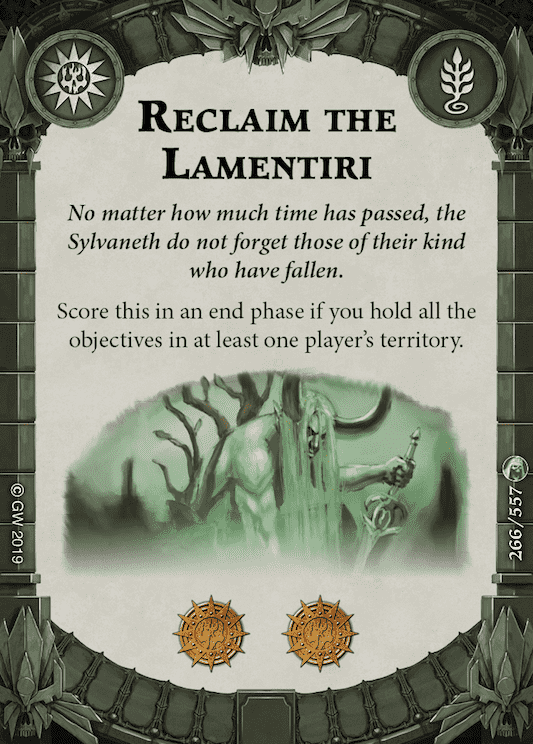 Reclaim the
Lamentiri
No matter how much time has passed, the
Sylvaneth do not forget those of their kind
who have fallen.
Score this in an end phase if you hold all the
objectives in at least one player's territory.
© GW 2019
266/557